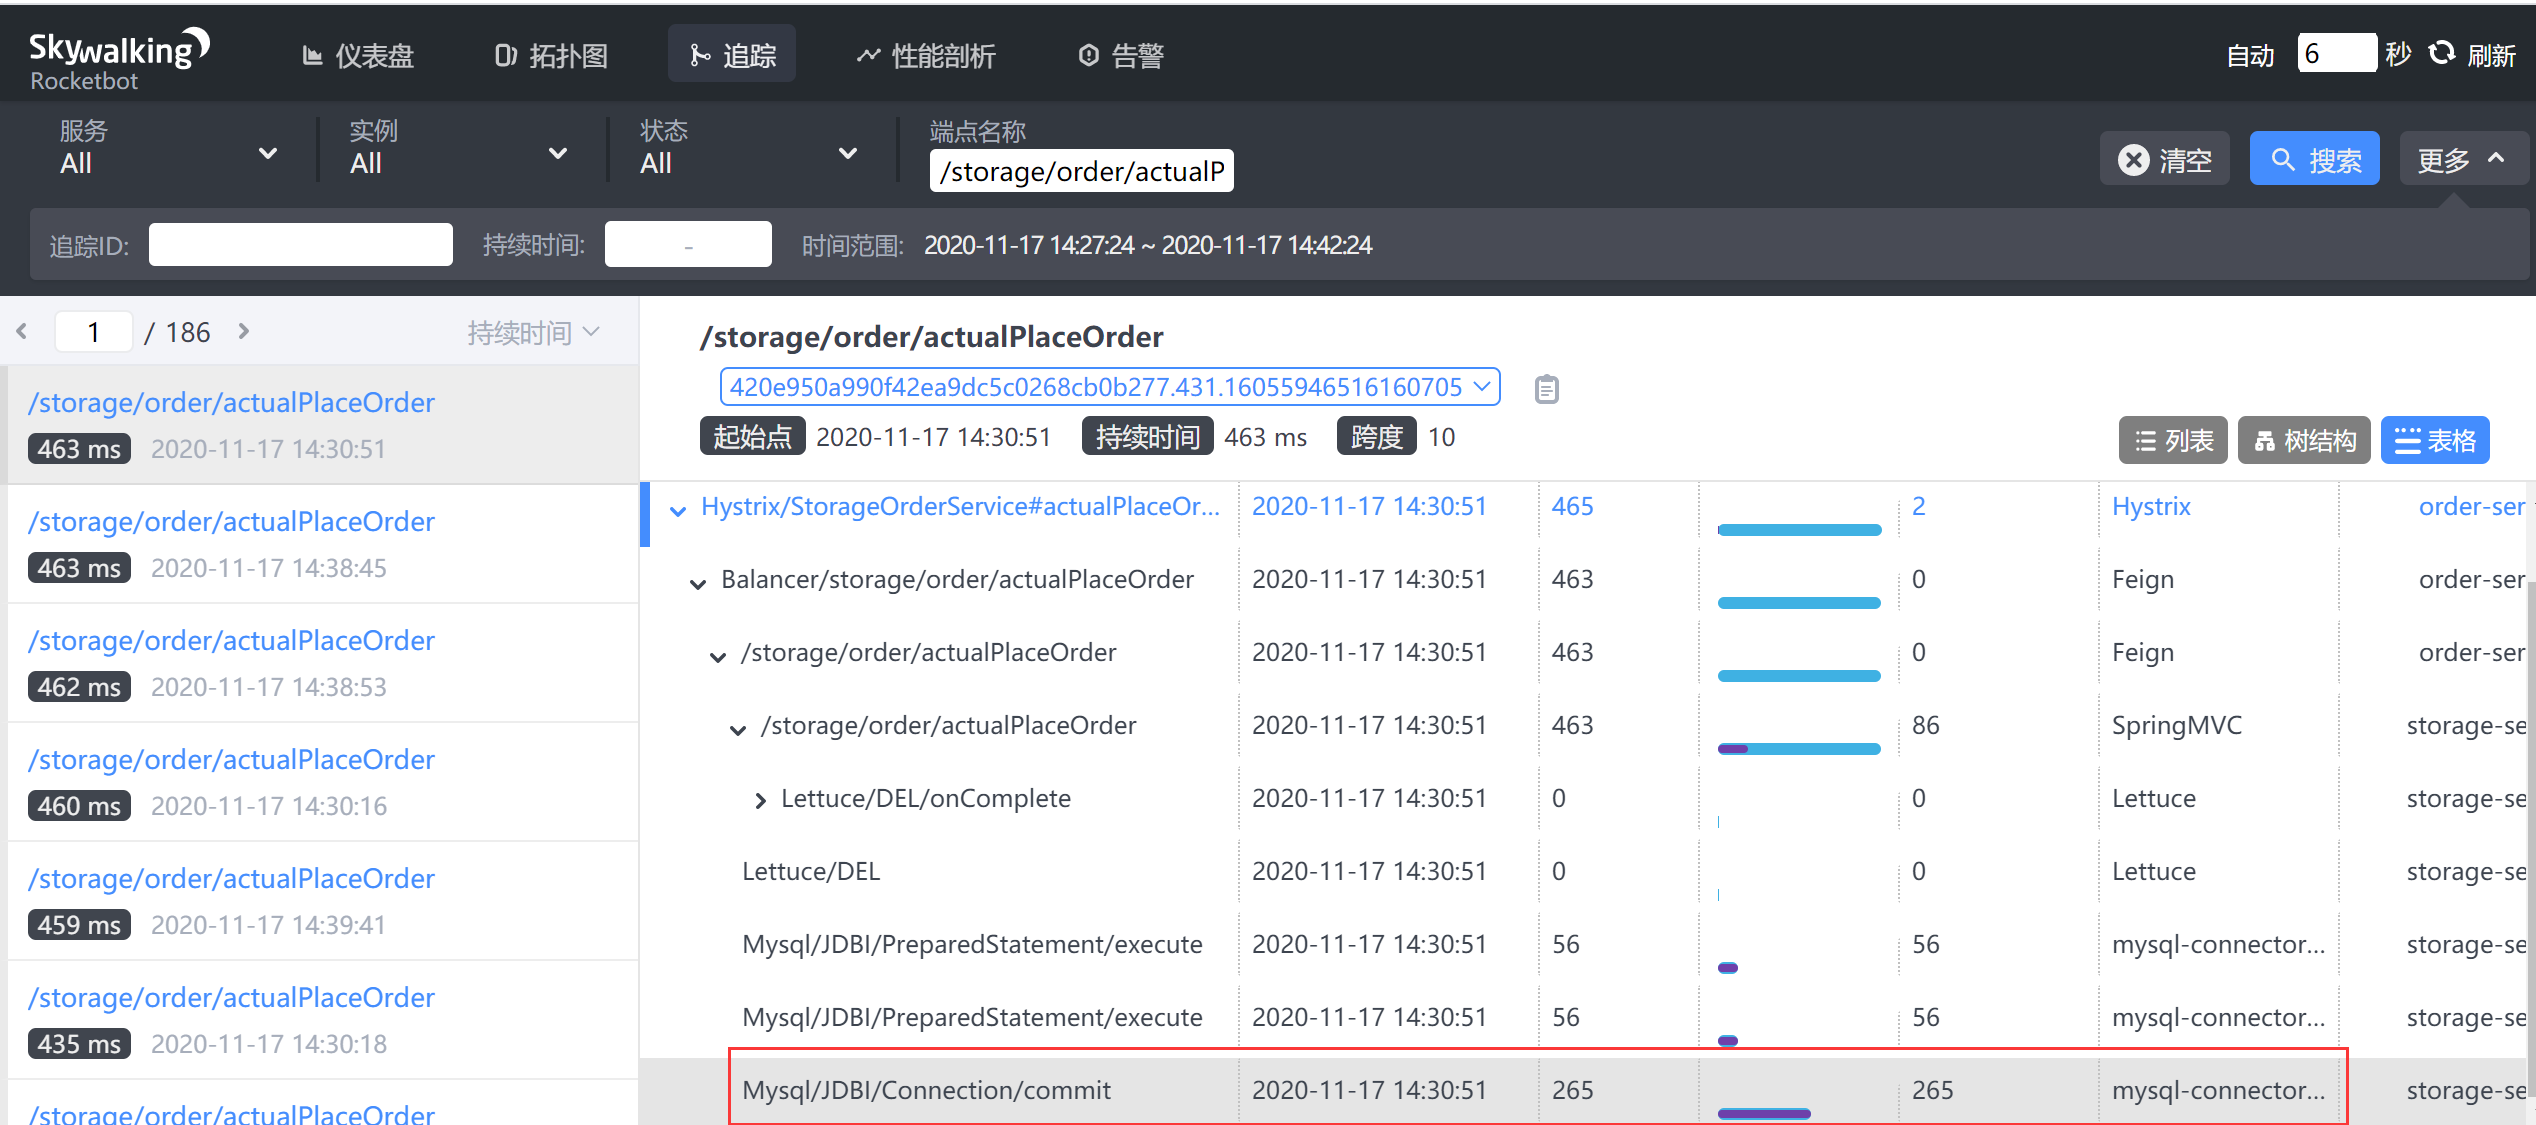 Skywalking
Rocketbot
仪表盘
拓扑图
追踪
性能剖析
告警
自动 6 秒 刷新
服务
All
实例
All
状态
All
端点名称
/storage/order/actualP
清空
搜索
更多
追踪ID:
持续时间: -
时间范围: 2020-11-17 14:27:24 ~ 2020-11-17 14:42:24
1 / 186
持续时间
/storage/order/actualPlaceOrder
463 ms 2020-11-17 14:30:51
/storage/order/actualPlaceOrder
463 ms 2020-11-17 14:38:45
/storage/order/actualPlaceOrder
462 ms 2020-11-17 14:38:53
/storage/order/actualPlaceOrder
460 ms 2020-11-17 14:30:16
/storage/order/actualPlaceOrder
459 ms 2020-11-17 14:39:41
/storage/order/actualPlaceOrder
435 ms 2020-11-17 14:30:18
/storage/order/actualPlaceOrder
/storage/order/actualPlaceOrder
420e950a990f42ea9dc5c0268cb0b277.431.16055946516160705
起始点 2020-11-17 14:30:51 持续时间 463 ms 跨度 10
列表 树结构 表格
Hystrix/StorageOrderService#actualPlaceOr... 2020-11-17 14:30:51 465 2 Hystrix order-ser
Balancer/storage/order/actualPlaceOrder 2020-11-17 14:30:51 463 0 Feign order-ser
/storage/order/actualPlaceOrder 2020-11-17 14:30:51 463 0 Feign order-ser
/storage/order/actualPlaceOrder 2020-11-17 14:30:51 463 86 SpringMVC storage-se
Lettuce/DEL/onComplete 2020-11-17 14:30:51 0 0 Lettuce storage-se
Lettuce/DEL 2020-11-17 14:30:51 0 0 Lettuce storage-se
Mysql/JDBI/PreparedStatement/execute 2020-11-17 14:30:51 56 56 mysql-connector... storage-se
Mysql/JDBI/PreparedStatement/execute 2020-11-17 14:30:51 56 56 mysql-connector... storage-se
Mysql/JDBI/Connection/commit 2020-11-17 14:30:51 265 265 mysql-connector... storage-se